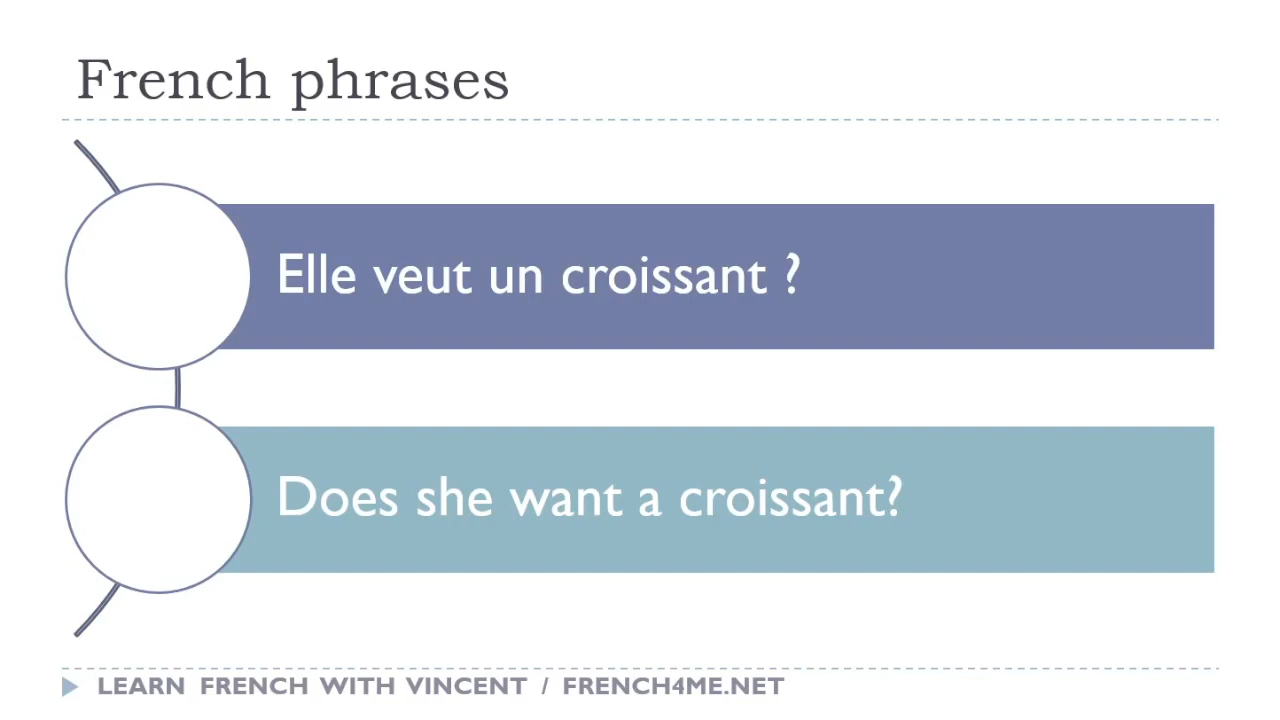 French phrases
Elle veut un croissant ?
Does she want a croissant?
LEARN FRENCH WITH VINCENT / FRENCH4ME.NET